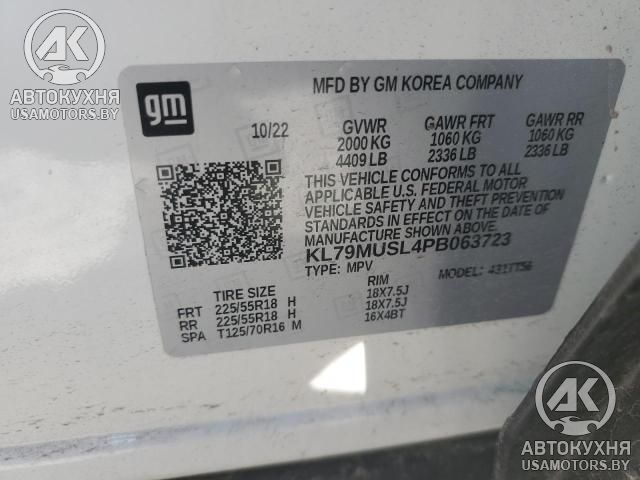 AK
АВТОКУХНЯ
USAMOTORS.BY
gm
MFD BY GM KOREA COMPANY
10/22 GVWR GAWR FRT GAWR RR
2000 KG 1060 KG 1060 KG
4409 LB 2336 LB 2336 LB
THIS VEHICLE CONFORMS TO ALL
APPLICABLE U.S. FEDERAL MOTOR
VEHICLE SAFETY AND THEFT PREVENTION
STANDARDS IN EFFECT ON THE DATE OF
MANUFACTURE SHOWN ABOVE.
KL79MUSL4PB063723
TYPE: MPV MODEL: 431TT56
TIRE SIZE RIM
FRT 225/55R18 H 18X7.5J
RR 225/55R18 H 18X7.5J
SPA T125/70R16 M 16X4BT
AK
АВТОКУХНЯ
USAMOTORS.BY